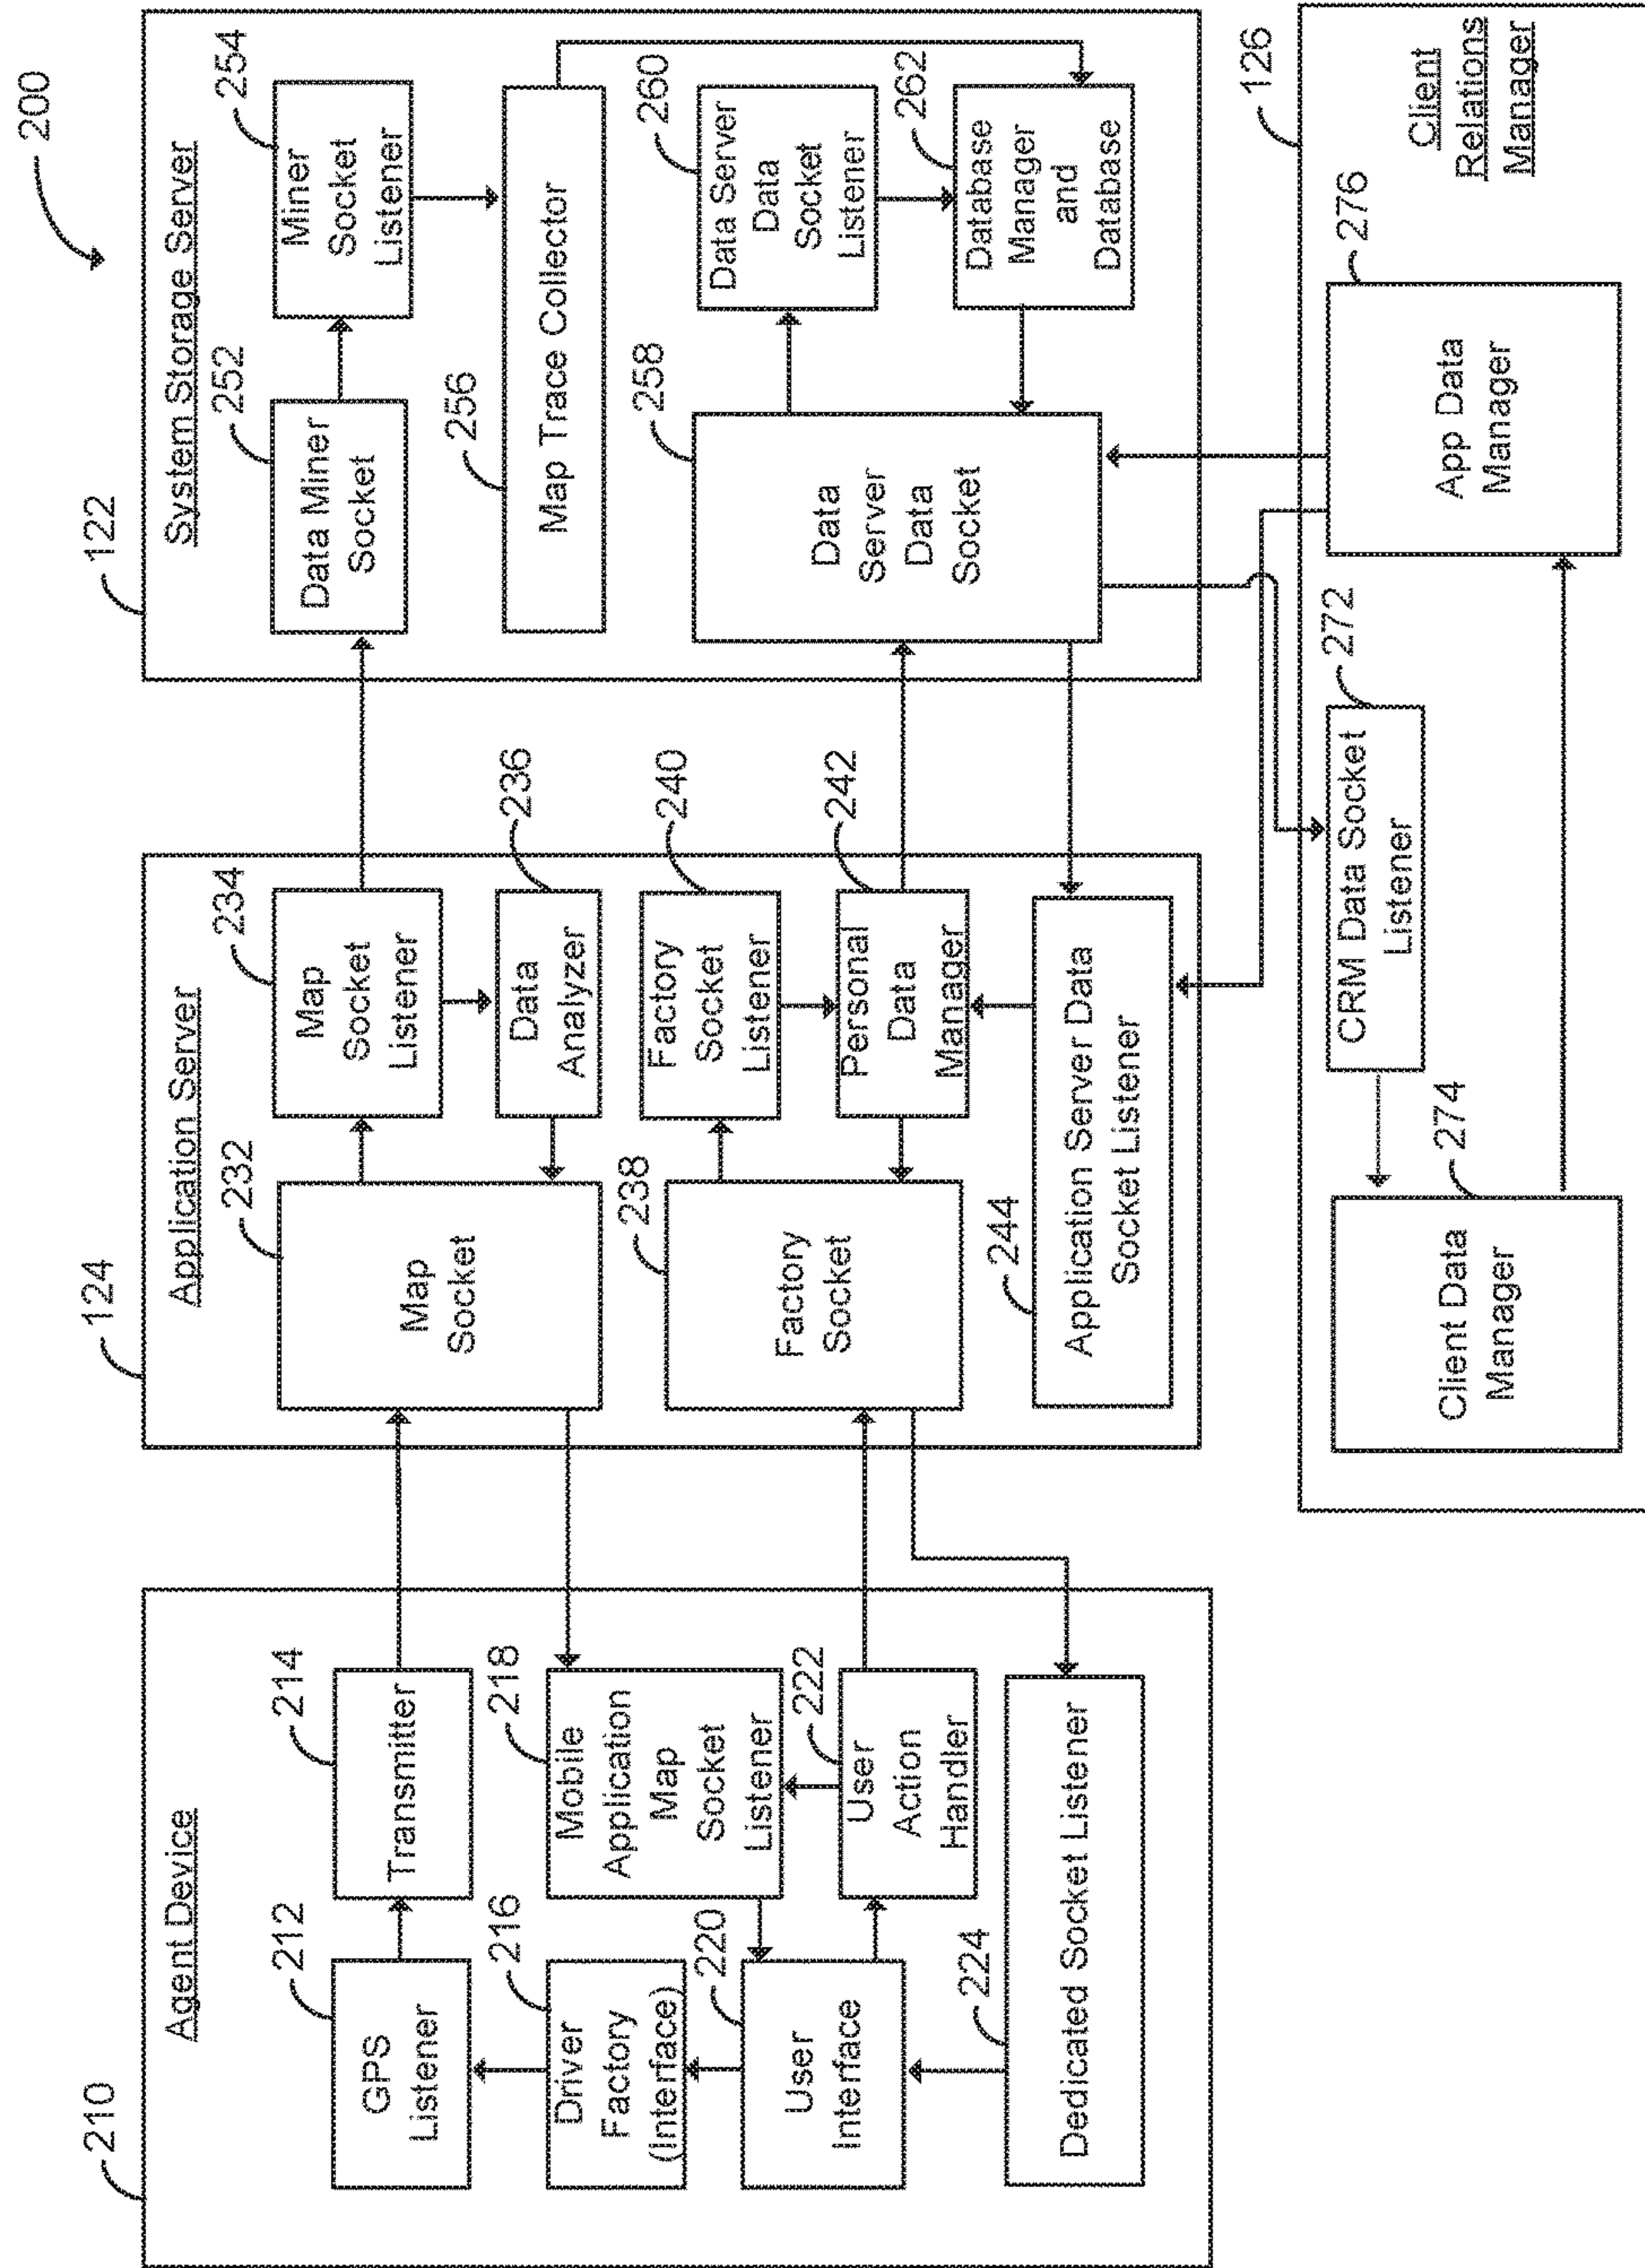 200
210
Agent Device
212
GPS
Listener
214
Transmitter
216
Driver
Factory
(Interface)
218
Mobile
Application
Map
Socket
Listener
220
User
Interface
222
User
Action
Handler
224
Dedicated Socket Listener
124
Application Server
232
Map
Socket
234
Map
Socket
Listener
236
Data
Analyzer
238
Factory
Socket
240
Factory
Socket
Listener
242
Personal
Data
Manager
244
Application Server Data
Socket Listener
122
System Storage Server
252
Data Miner
Socket
254
Miner
Socket
Listener
256
Map Trace Collector
258
Data
Server
Data
Socket
260
Data Server
Data
Socket
Listener
262
Database
Manager
and
Database
126
Client
Relations
Manager
272
CRM Data Socket
Listener
274
Client Data
Manager
276
App Data
Manager